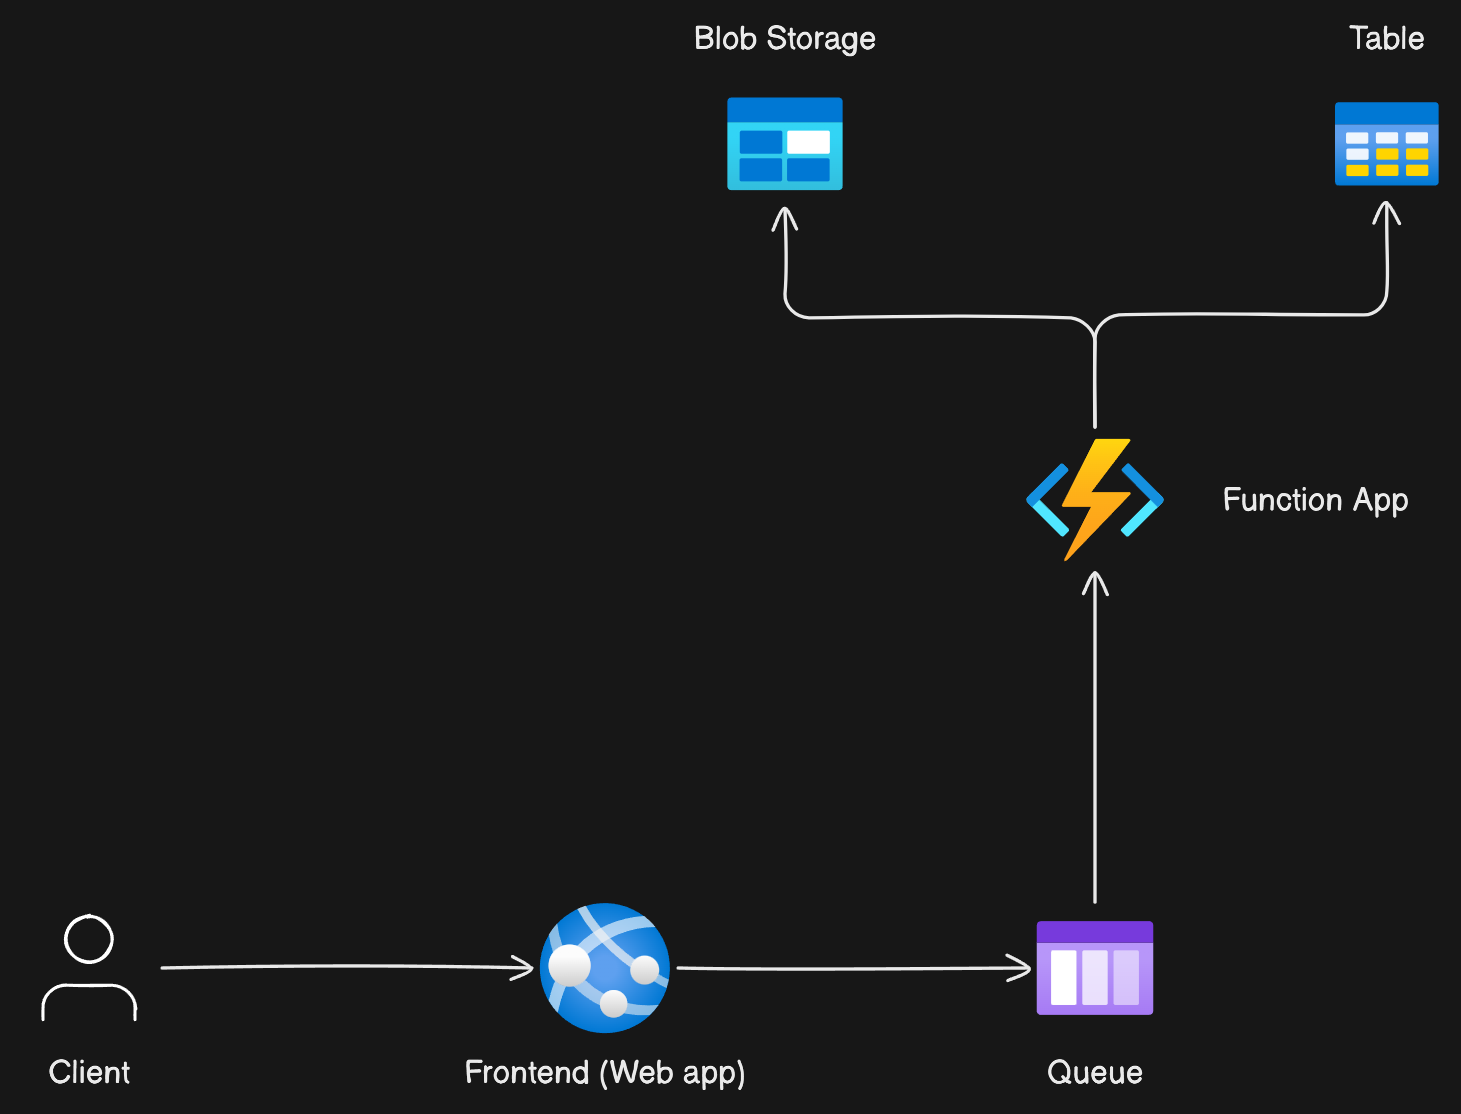 Blob Storage
Table
Function App
Client
Frontend (Web app)
Queue